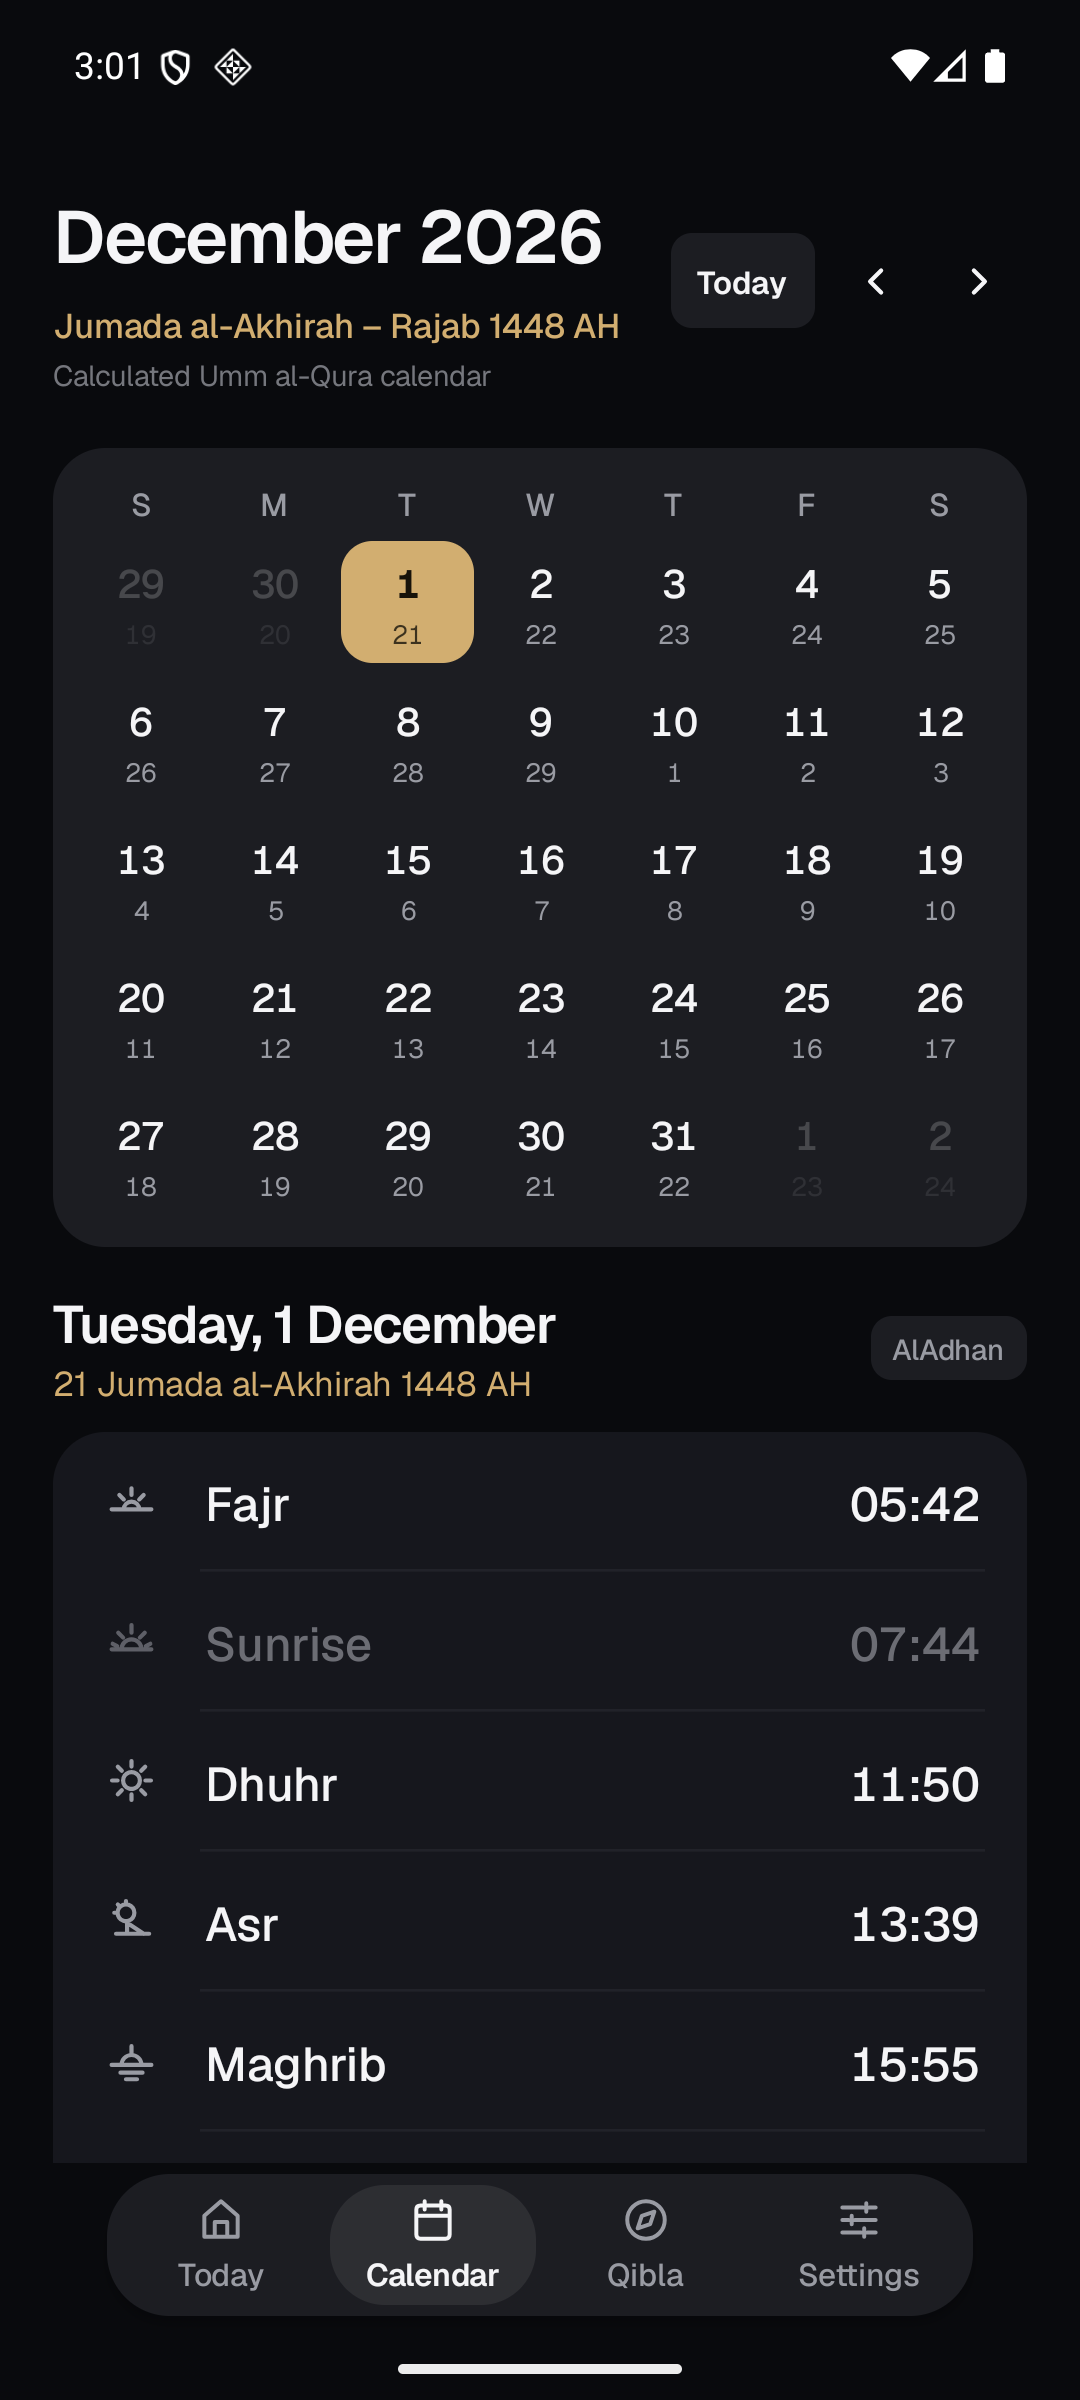 3:01
December 2026
Today
Jumada al-Akhirah – Rajab 1448 AH
Calculated Umm al-Qura calendar
S M T W T F S
29 30 1 2 3 4 5
19 20 21 22 23 24 25
6 7 8 9 10 11 12
26 27 28 29 1 2 3
13 14 15 16 17 18 19
4 5 6 7 8 9 10
20 21 22 23 24 25 26
11 12 13 14 15 16 17
27 28 29 30 31 1 2
18 19 20 21 22 23 24
Tuesday, 1 December
AlAdhan
21 Jumada al-Akhirah 1448 AH
Fajr 05:42
Sunrise 07:44
Dhuhr 11:50
Asr 13:39
Maghrib 15:55
Today Calendar Qibla Settings